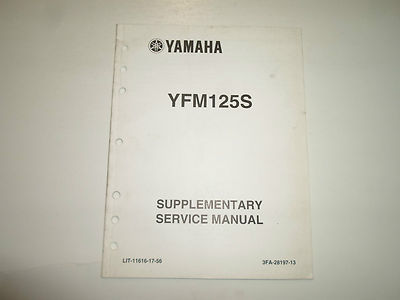 YAMAHA
YFM125S
SUPPLEMENTARY
SERVICE MANUAL
LIT-11616-17-56 3FA-28197-13